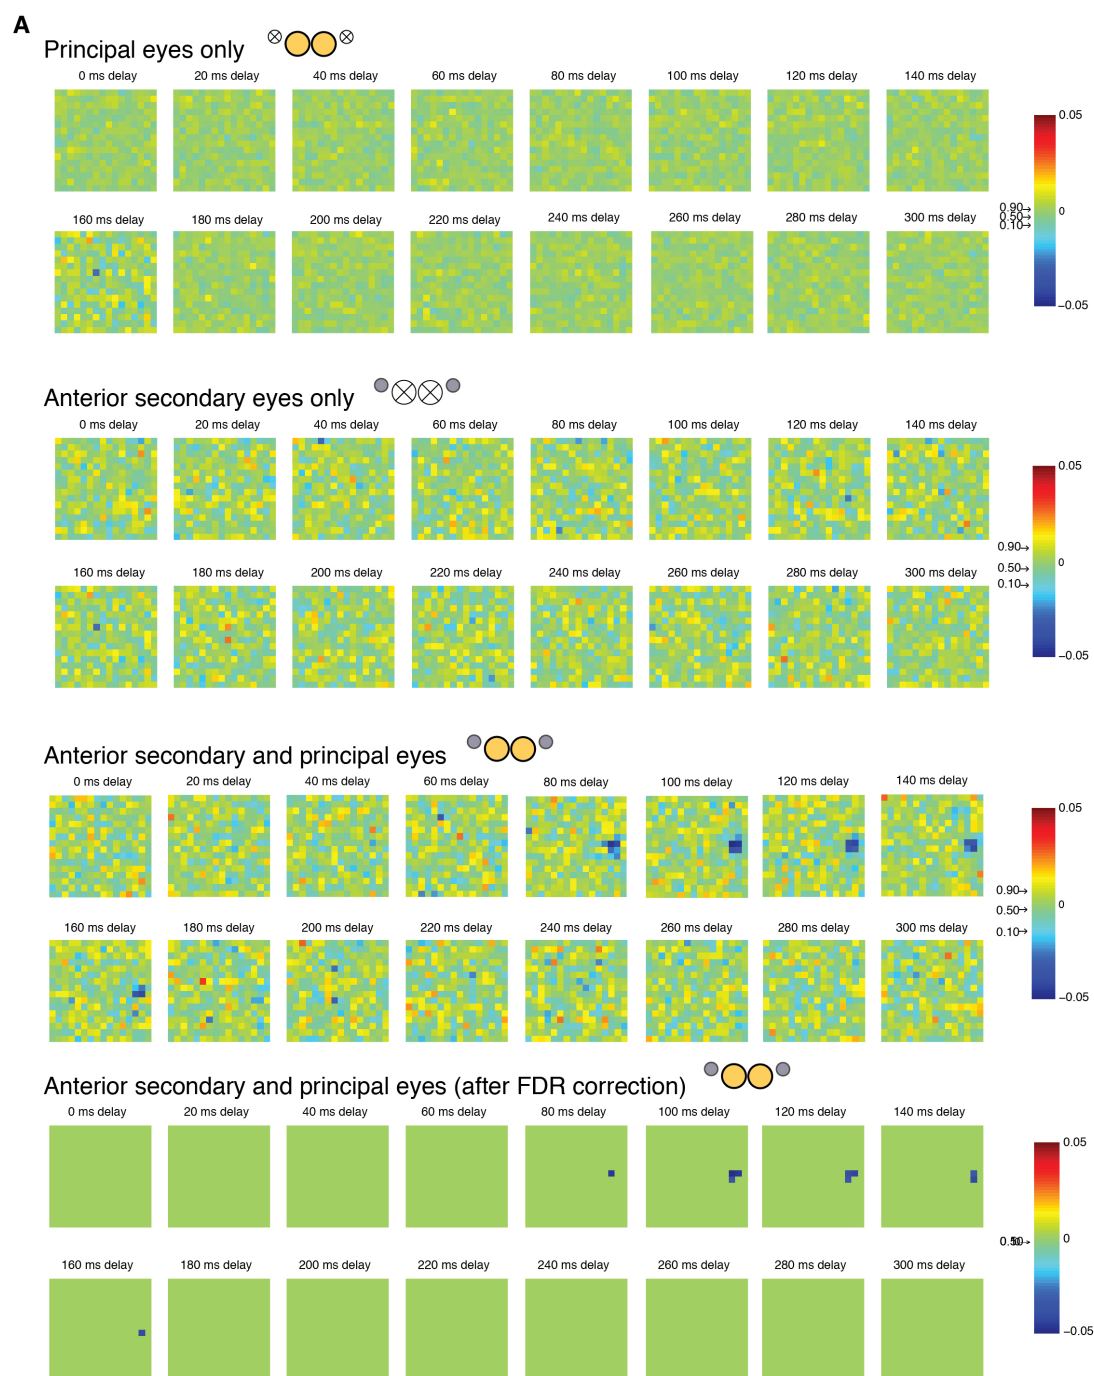 A
Principal eyes only
0 ms delay 20 ms delay 40 ms delay 60 ms delay 80 ms delay 100 ms delay 120 ms delay 140 ms delay
0.05
0.90→
0.50→ 0
0.10→
160 ms delay 180 ms delay 200 ms delay 220 ms delay 240 ms delay 260 ms delay 280 ms delay 300 ms delay
−0.05
Anterior secondary eyes only
0 ms delay 20 ms delay 40 ms delay 60 ms delay 80 ms delay 100 ms delay 120 ms delay 140 ms delay
0.05
0.90→
0.50→ 0
0.10→
160 ms delay 180 ms delay 200 ms delay 220 ms delay 240 ms delay 260 ms delay 280 ms delay 300 ms delay
−0.05
Anterior secondary and principal eyes
0 ms delay 20 ms delay 40 ms delay 60 ms delay 80 ms delay 100 ms delay 120 ms delay 140 ms delay
0.05
0.90→
0.50→ 0
0.10→
160 ms delay 180 ms delay 200 ms delay 220 ms delay 240 ms delay 260 ms delay 280 ms delay 300 ms delay
−0.05
Anterior secondary and principal eyes (after FDR correction)
0 ms delay 20 ms delay 40 ms delay 60 ms delay 80 ms delay 100 ms delay 120 ms delay 140 ms delay
0.05
0
160 ms delay 180 ms delay 200 ms delay 220 ms delay 240 ms delay 260 ms delay 280 ms delay 300 ms delay
−0.05